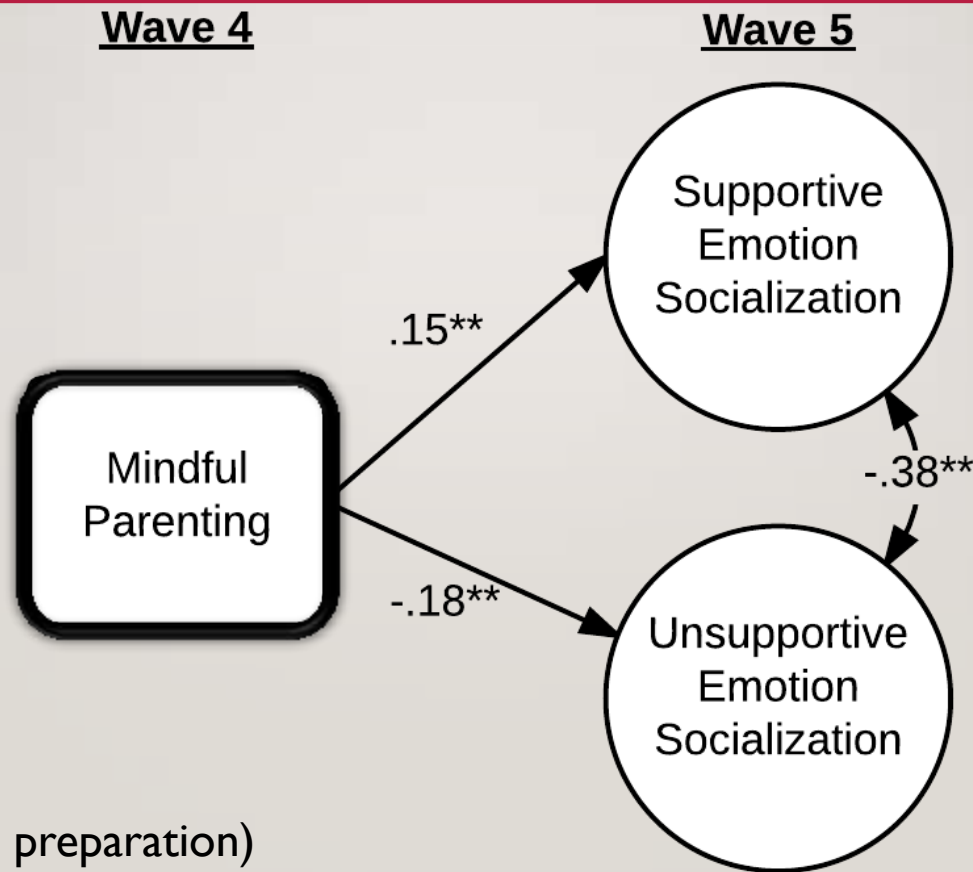 Wave 4
Wave 5
Supportive
Emotion
Socialization
.15**
Mindful
Parenting
-.38**
-.18**
Unsupportive
Emotion
Socialization
preparation)